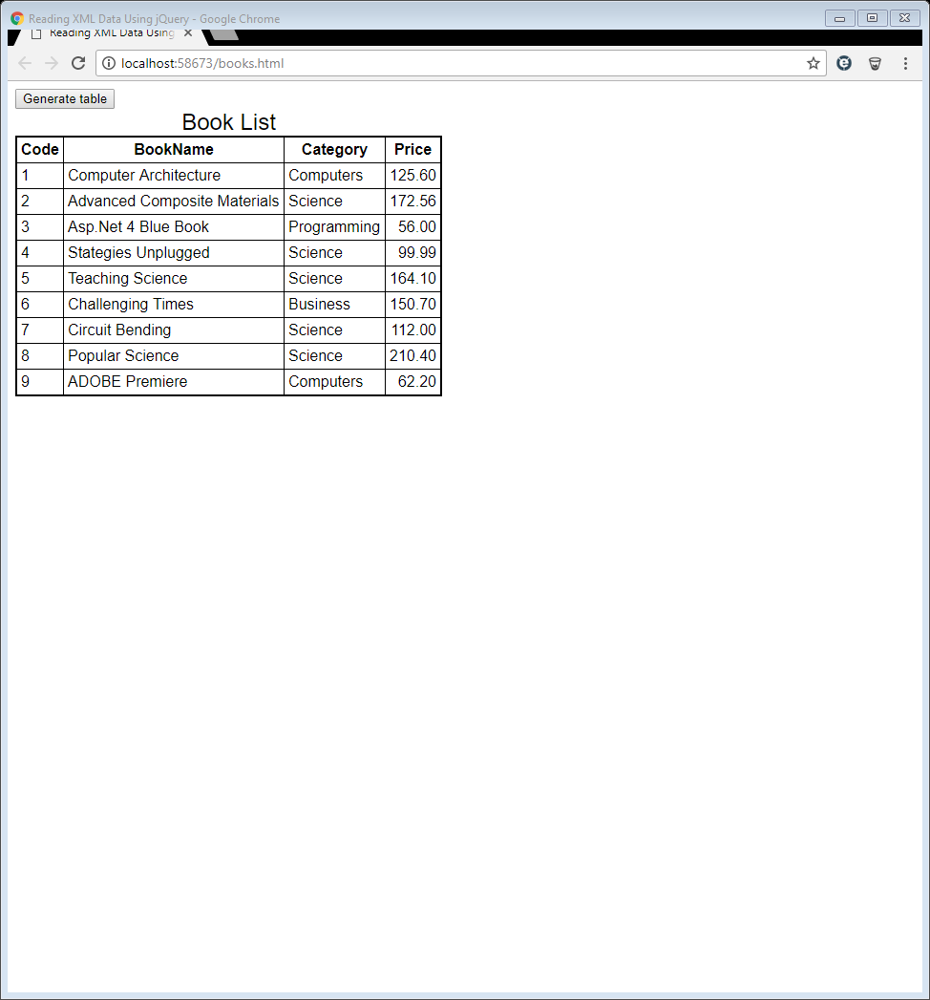 Reading XML Data Using jQuery - Google Chrome
Reading XML Data Using
localhost:58673/books.html
Generate table
Book List
Code BookName Category Price
1 Computer Architecture Computers 125.60
2 Advanced Composite Materials Science 172.56
3 Asp.Net 4 Blue Book Programming 56.00
4 Stategies Unplugged Science 99.99
5 Teaching Science Science 164.10
6 Challenging Times Business 150.70
7 Circuit Bending Science 112.00
8 Popular Science Science 210.40
9 ADOBE Premiere Computers 62.20